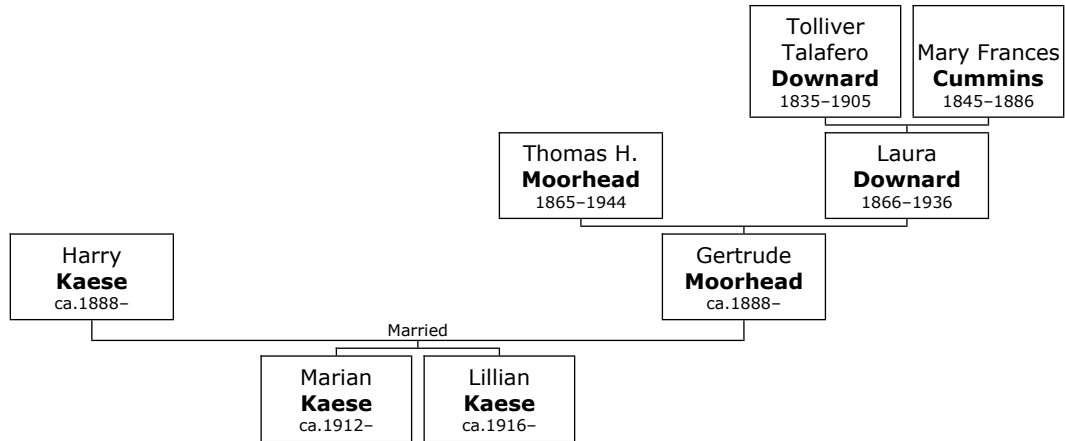 Tolliver
Talafero
Downard
1835–1905
Mary Frances
Cummins
1845–1886
Thomas H.
Moorhead
1865–1944
Laura
Downard
1866–1936
Harry
Kaese
ca.1888–
Gertrude
Moorhead
ca.1888–
Married
Marian
Kaese
ca.1912–
Lillian
Kaese
ca.1916–